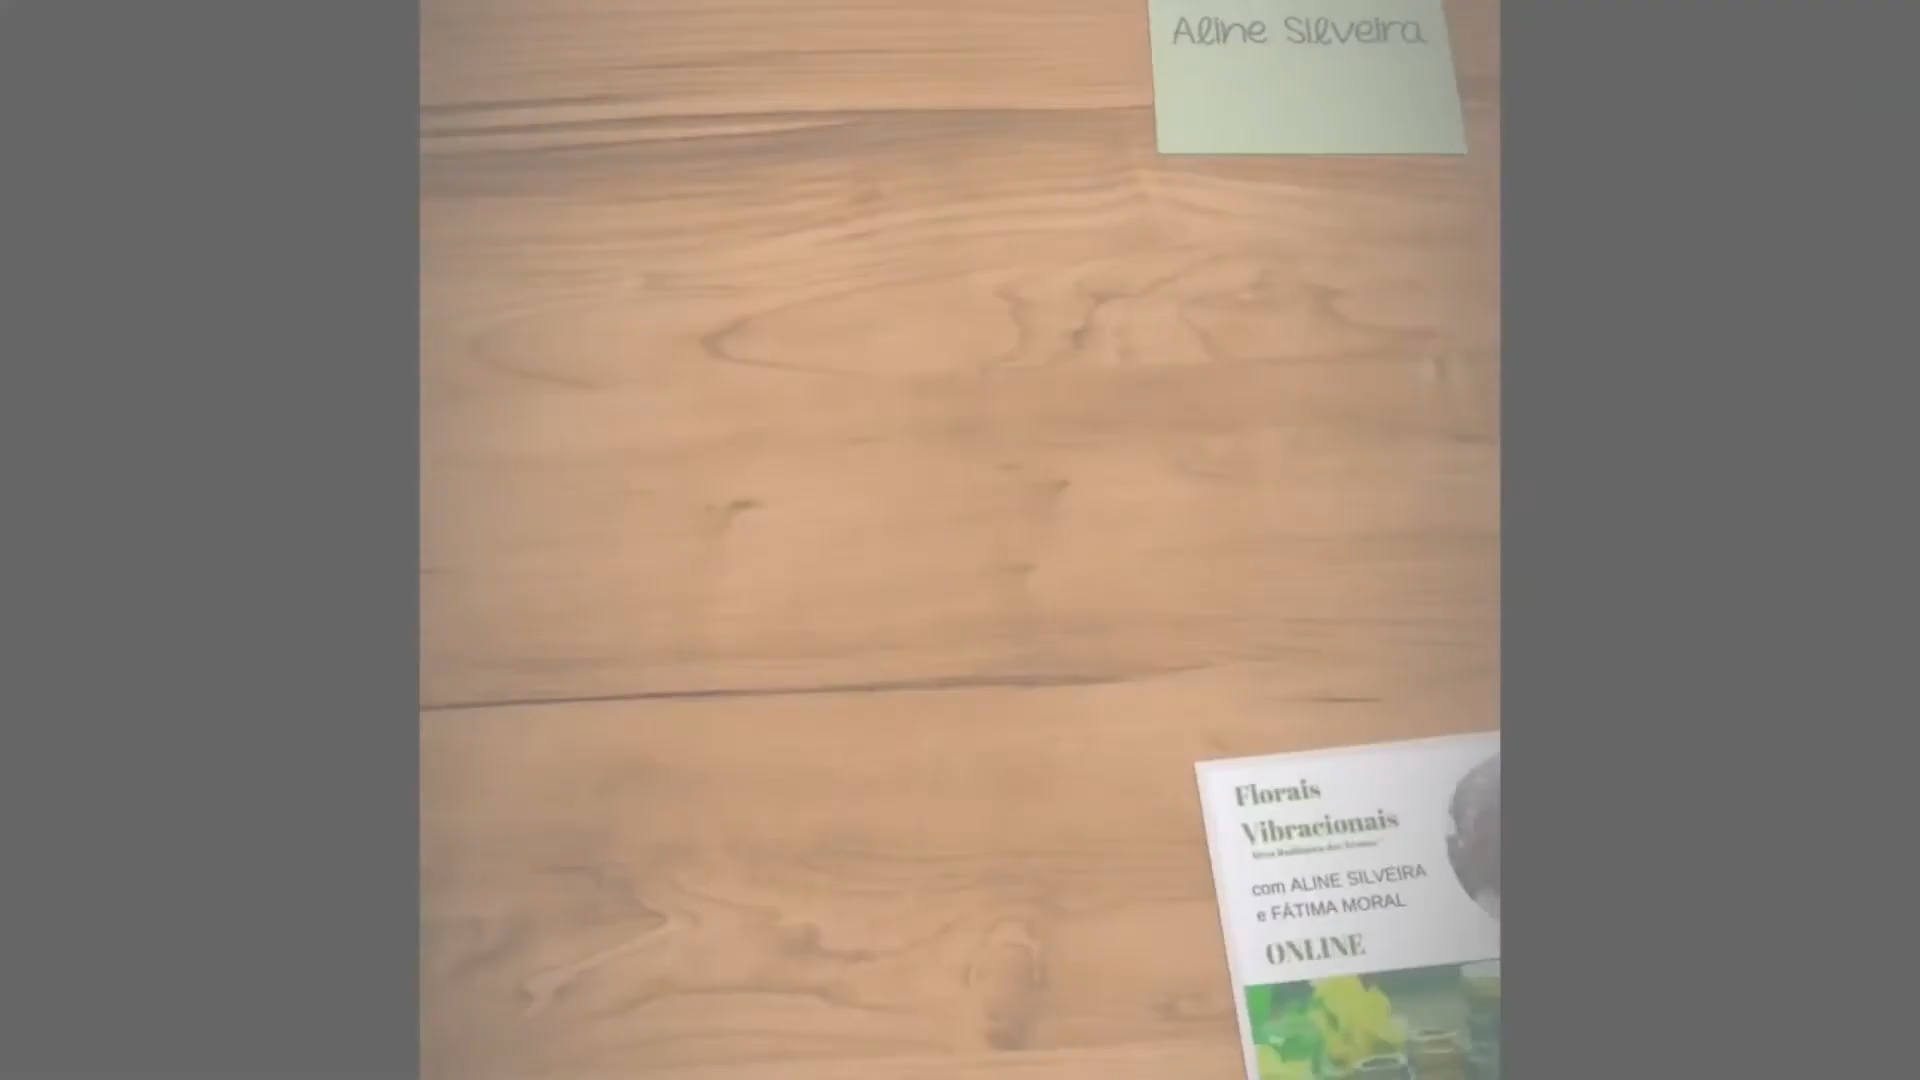 Aline Silveira
Florais
Vibracionais
com ALINE SILVEIRA
e FÁTIMA MORAL
ONLINE